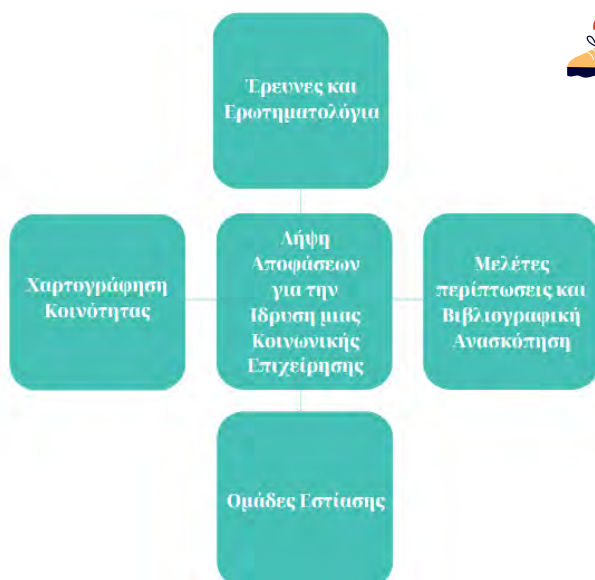 Έρευνες και
Ερωτηματολόγια
Χαρτογράφηση
Κοινότητας
Λήψη
Αποφάσεων
για την
Ίδρυση μιας
Κοινωνικής
Επιχείρησης
Μελέτες
περίπτωσεις και
Βιβλιογραφική
Ανασκόπηση
Ομάδες Εστίασης